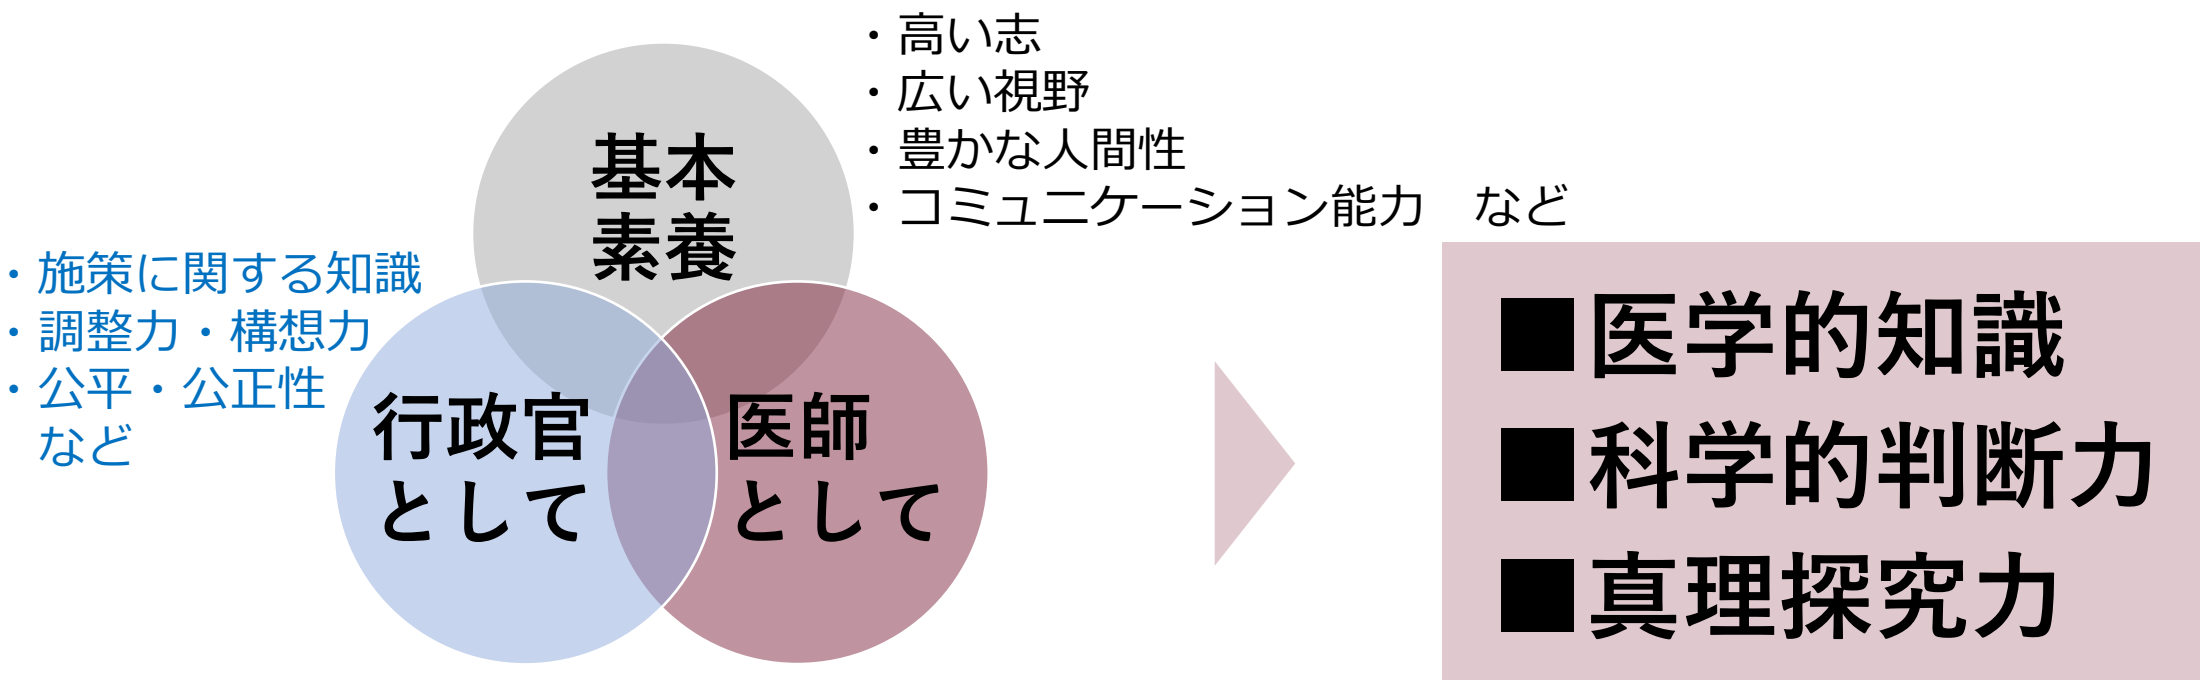 ・高い志
・広い視野
・豊かな人間性
・コミュニケーション能力　など
基本
素養
・施策に関する知識
・調整力・構想力
・公平・公正性
など
行政官
として
医師
として
■医学的知識
■科学的判断力
■真理探究力